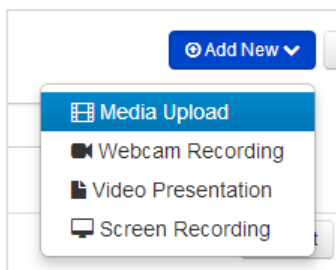 Add New
Media Upload
Webcam Recording
Video Presentation
Screen Recording
t